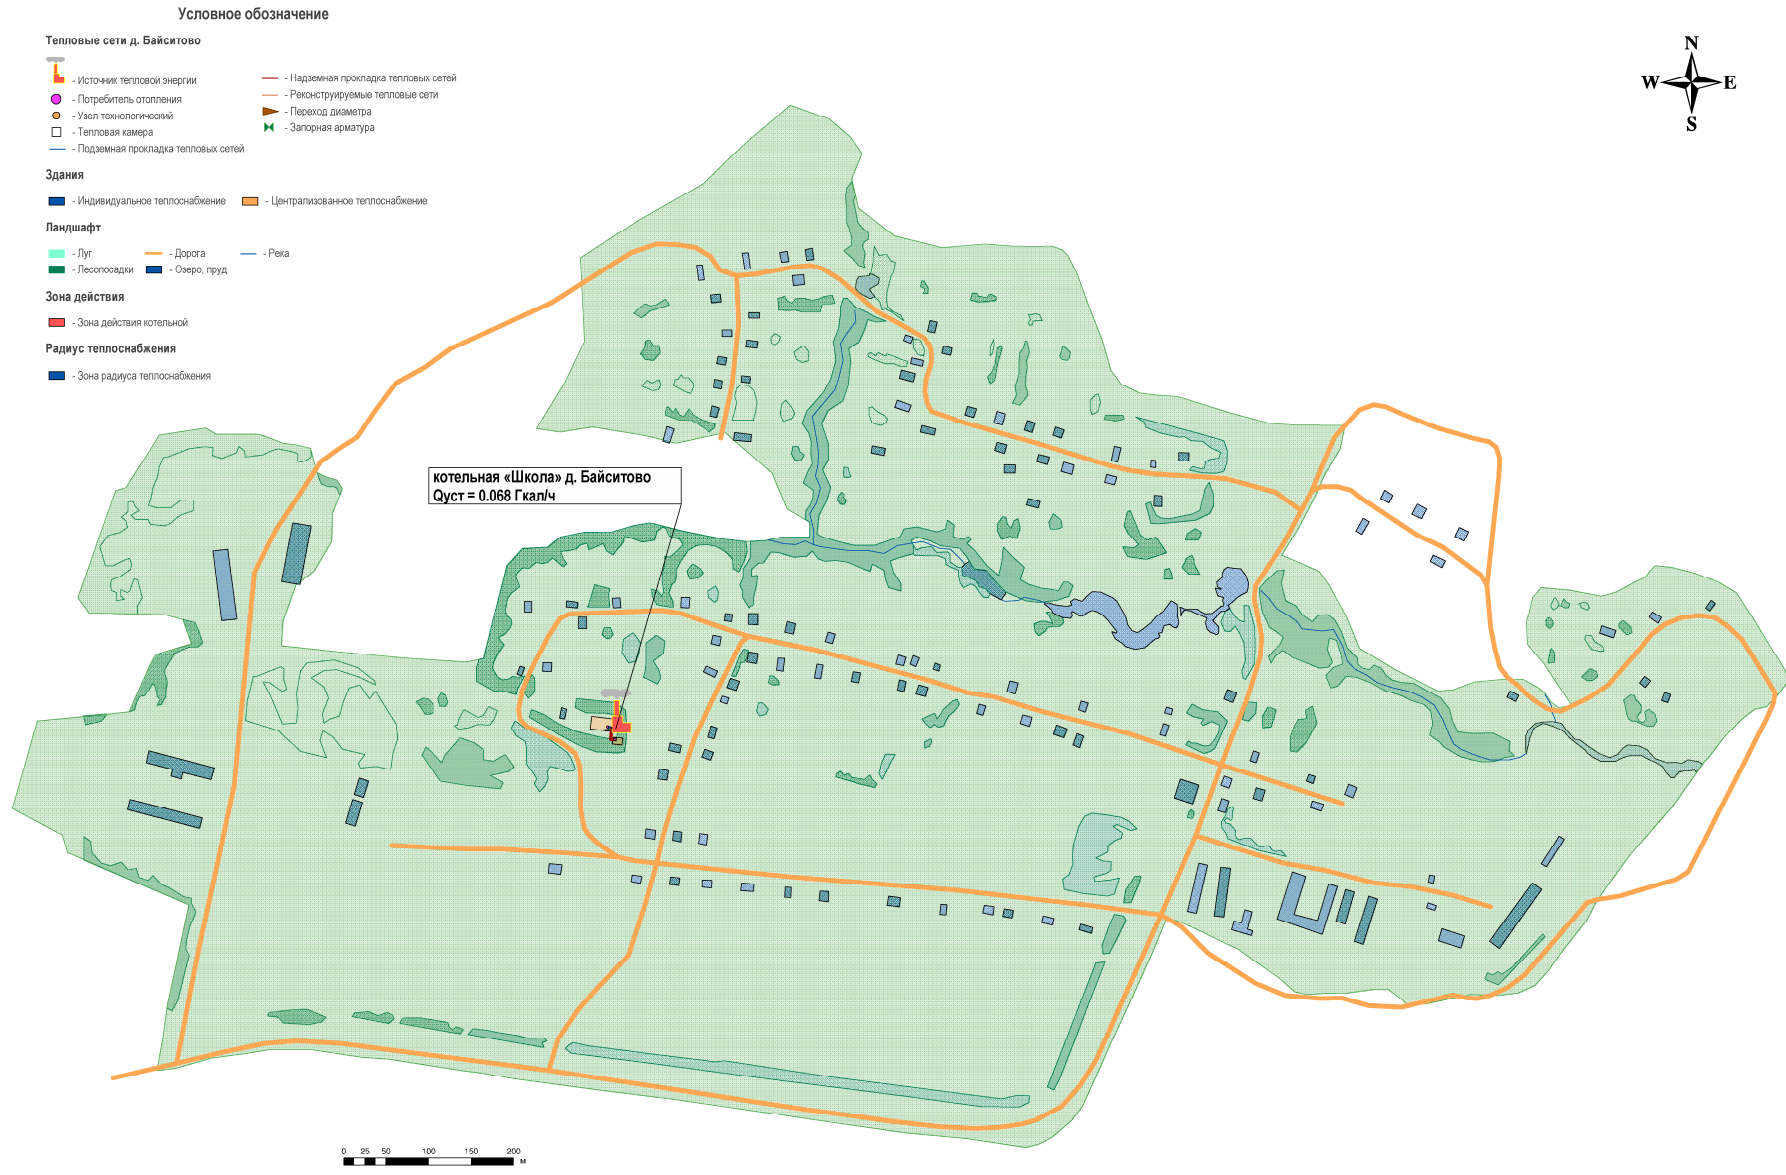 Условное обозначение
Тепловые сети д. Байситово
- Источник тепловой энергии
- Потребитель отопления
- Узел технологический
- Тепловая камера
- Подземная прокладка тепловых сетей
- Надземная прокладка тепловых сетей
- Реконструируемые тепловые сети
- Переход диаметра
- Запорная арматура
Здания
- Индивидуальное теплоснабжение
- Централизованное теплоснабжение
Ландшафт
- Луг
- Дорога
- Река
- Лесопосадки
- Озеро, пруд
Зона действия
- Зона действия котельной
Радиус теплоснабжения
- Зона радиуса теплоснабжения
N
W E
S
котельная «Школа» д. Байситово
Qуст = 0.068 Гкал/ч
0 25 50 100 150 200
м